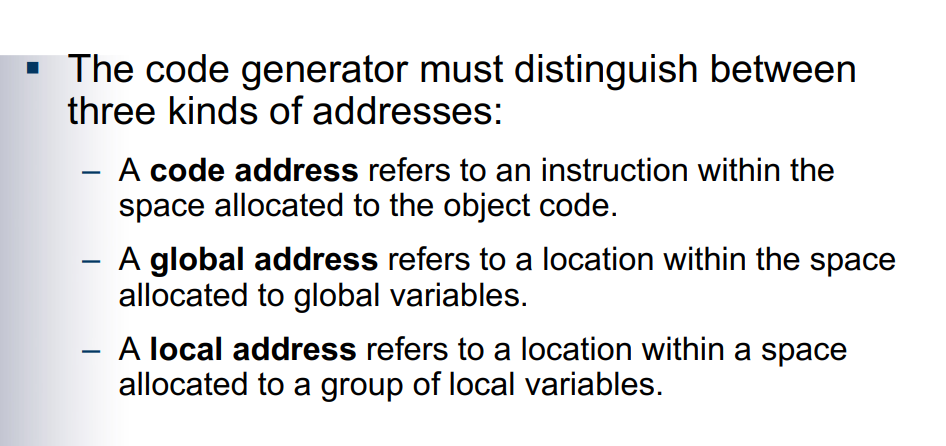 ▪ The code generator must distinguish between
three kinds of addresses:
– A code address refers to an instruction within the
space allocated to the object code.
– A global address refers to a location within the space
allocated to global variables.
– A local address refers to a location within a space
allocated to a group of local variables.